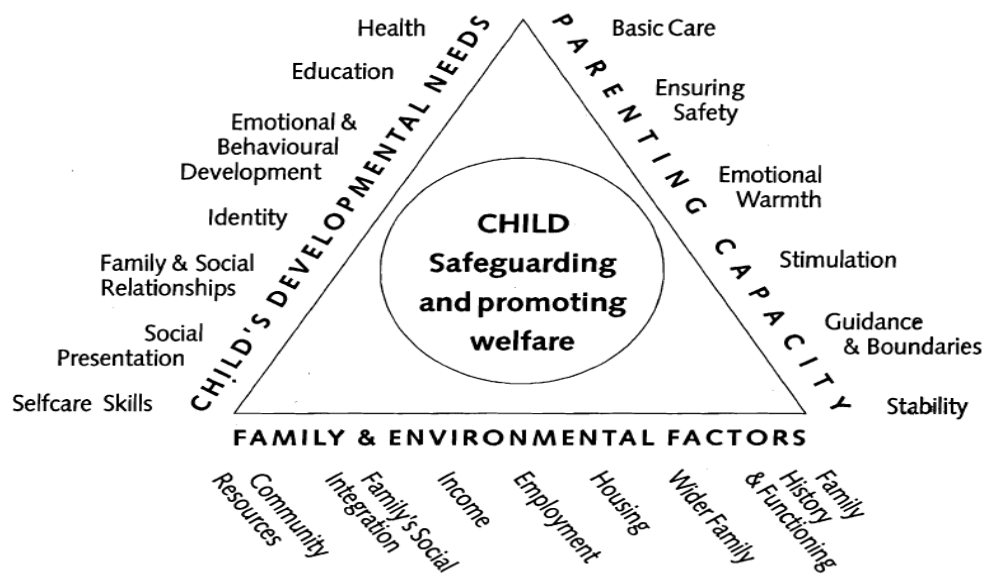 Health
Education
Emotional &
Behavioural
Development
Identity
Family & Social
Relationships
Social
Presentation
Selfcare Skills
CHILD'S DEVELOPMENTAL NEEDS
PARENTING CAPACITY
Basic Care
Ensuring
Safety
Emotional
Warmth
Stimulation
Guidance
& Boundaries
Stability
CHILD
Safeguarding
and promoting
welfare
FAMILY & ENVIRONMENTAL FACTORS
Community
Resources
Family's Social
Integration
Income
Employment
Housing
Wider Family
Family
History
& Functioning